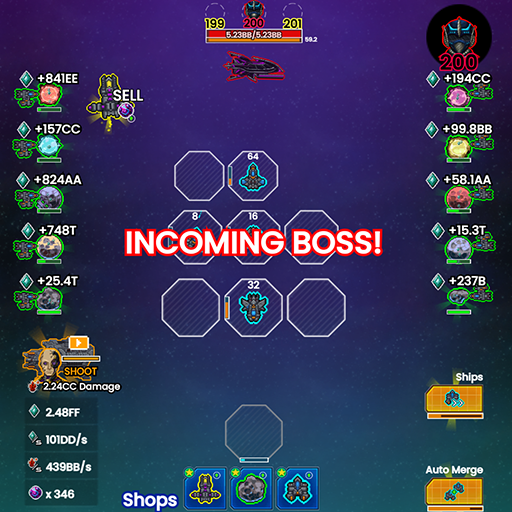 199 200 201
5.23BB/5.23BB
59.2
200
+841EE
SELL
+194CC
+157CC
+99.8BB
64
+824AA
+58.1AA
8 16
+748T
INCOMING BOSS!
+15.3T
+25.4T
32
+237B
SHOOT
2.24CC Damage
Ships
2.48FF
101DD/s
439BB/s
x 346
Auto Merge
Shops